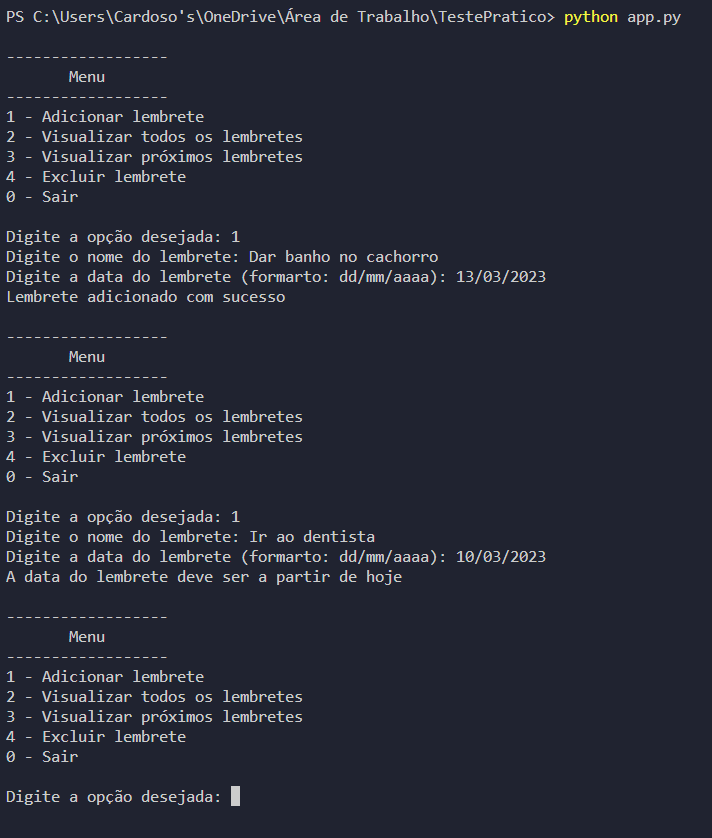 PS C:\Users\Cardoso's\OneDrive\Área de Trabalho\TestePratico> python app.py
------------------
Menu
------------------
1 - Adicionar lembrete
2 - Visualizar todos os lembretes
3 - Visualizar próximos lembretes
4 - Excluir lembrete
0 - Sair
Digite a opção desejada: 1
Digite o nome do lembrete: Dar banho no cachorro
Digite a data do lembrete (formarto: dd/mm/aaaa): 13/03/2023
Lembrete adicionado com sucesso
------------------
Menu
------------------
1 - Adicionar lembrete
2 - Visualizar todos os lembretes
3 - Visualizar próximos lembretes
4 - Excluir lembrete
0 - Sair
Digite a opção desejada: 1
Digite o nome do lembrete: Ir ao dentista
Digite a data do lembrete (formarto: dd/mm/aaaa): 10/03/2023
A data do lembrete deve ser a partir de hoje
------------------
Menu
------------------
1 - Adicionar lembrete
2 - Visualizar todos os lembretes
3 - Visualizar próximos lembretes
4 - Excluir lembrete
0 - Sair
Digite a opção desejada: